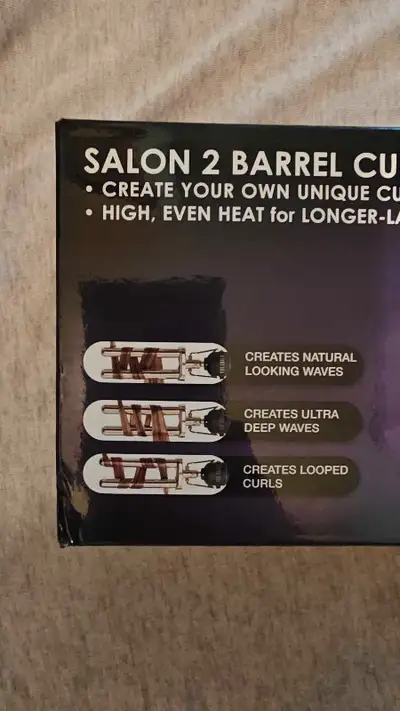 SALON 2 BARREL CU
• CREATE YOUR OWN UNIQUE CU
• HIGH, EVEN HEAT for LONGER-LA
CREATES NATURAL
LOOKING WAVES
CREATES ULTRA
DEEP WAVES
CREATES LOOPED
CURLS